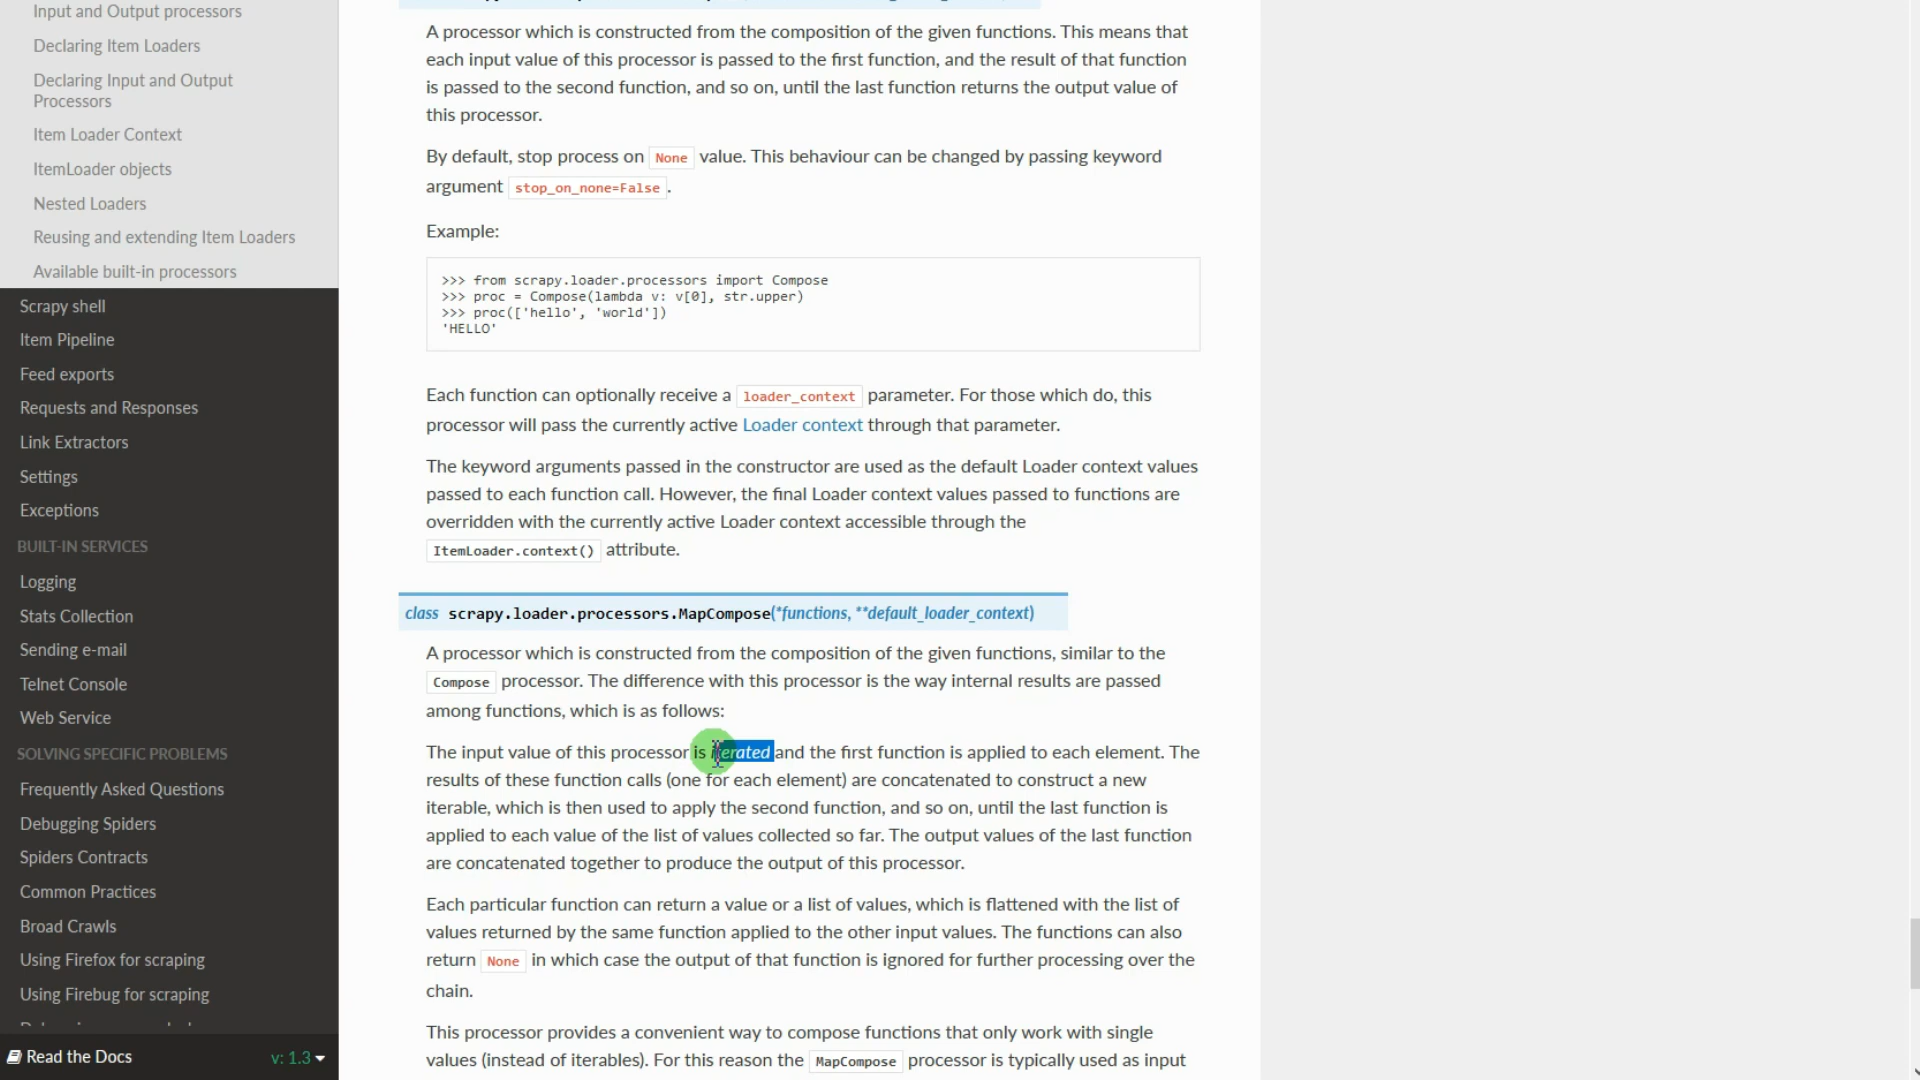 Input and Output processors
Declaring Item Loaders
Declaring Input and Output
Processors
Item Loader Context
ItemLoader objects
Nested Loaders
Reusing and extending Item Loaders
Available built-in processors
Scrapy shell
Item Pipeline
Feed exports
Requests and Responses
Link Extractors
Settings
Exceptions
BUILT-IN SERVICES
Logging
Stats Collection
Sending e-mail
Telnet Console
Web Service
SOLVING SPECIFIC PROBLEMS
Frequently Asked Questions
Debugging Spiders
Spiders Contracts
Common Practices
Broad Crawls
Using Firefox for scraping
Using Firebug for scraping
Read the Docs v: 1.3
A processor which is constructed from the composition of the given functions. This means that
each input value of this processor is passed to the first function, and the result of that function
is passed to the second function, and so on, until the last function returns the output value of
this processor.
By default, stop process on None value. This behaviour can be changed by passing keyword
argument stop_on_none=False.
Example:
>>> from scrapy.loader.processors import Compose
>>> proc = Compose(lambda v: v[0], str.upper)
>>> proc(['hello', 'world'])
'HELLO'
Each function can optionally receive a loader_context parameter. For those which do, this
processor will pass the currently active Loader context through that parameter.
The keyword arguments passed in the constructor are used as the default Loader context values
passed to each function call. However, the final Loader context values passed to functions are
overridden with the currently active Loader context accessible through the
ItemLoader.context() attribute.
class scrapy.loader.processors.MapCompose(*functions, **default_loader_context)
A processor which is constructed from the composition of the given functions, similar to the
Compose processor. The difference with this processor is the way internal results are passed
among functions, which is as follows:
The input value of this processor is iterated and the first function is applied to each element. The
results of these function calls (one for each element) are concatenated to construct a new
iterable, which is then used to apply the second function, and so on, until the last function is
applied to each value of the list of values collected so far. The output values of the last function
are concatenated together to produce the output of this processor.
Each particular function can return a value or a list of values, which is flattened with the list of
values returned by the same function applied to the other input values. The functions can also
return None in which case the output of that function is ignored for further processing over the
chain.
This processor provides a convenient way to compose functions that only work with single
values (instead of iterables). For this reason the MapCompose processor is typically used as input